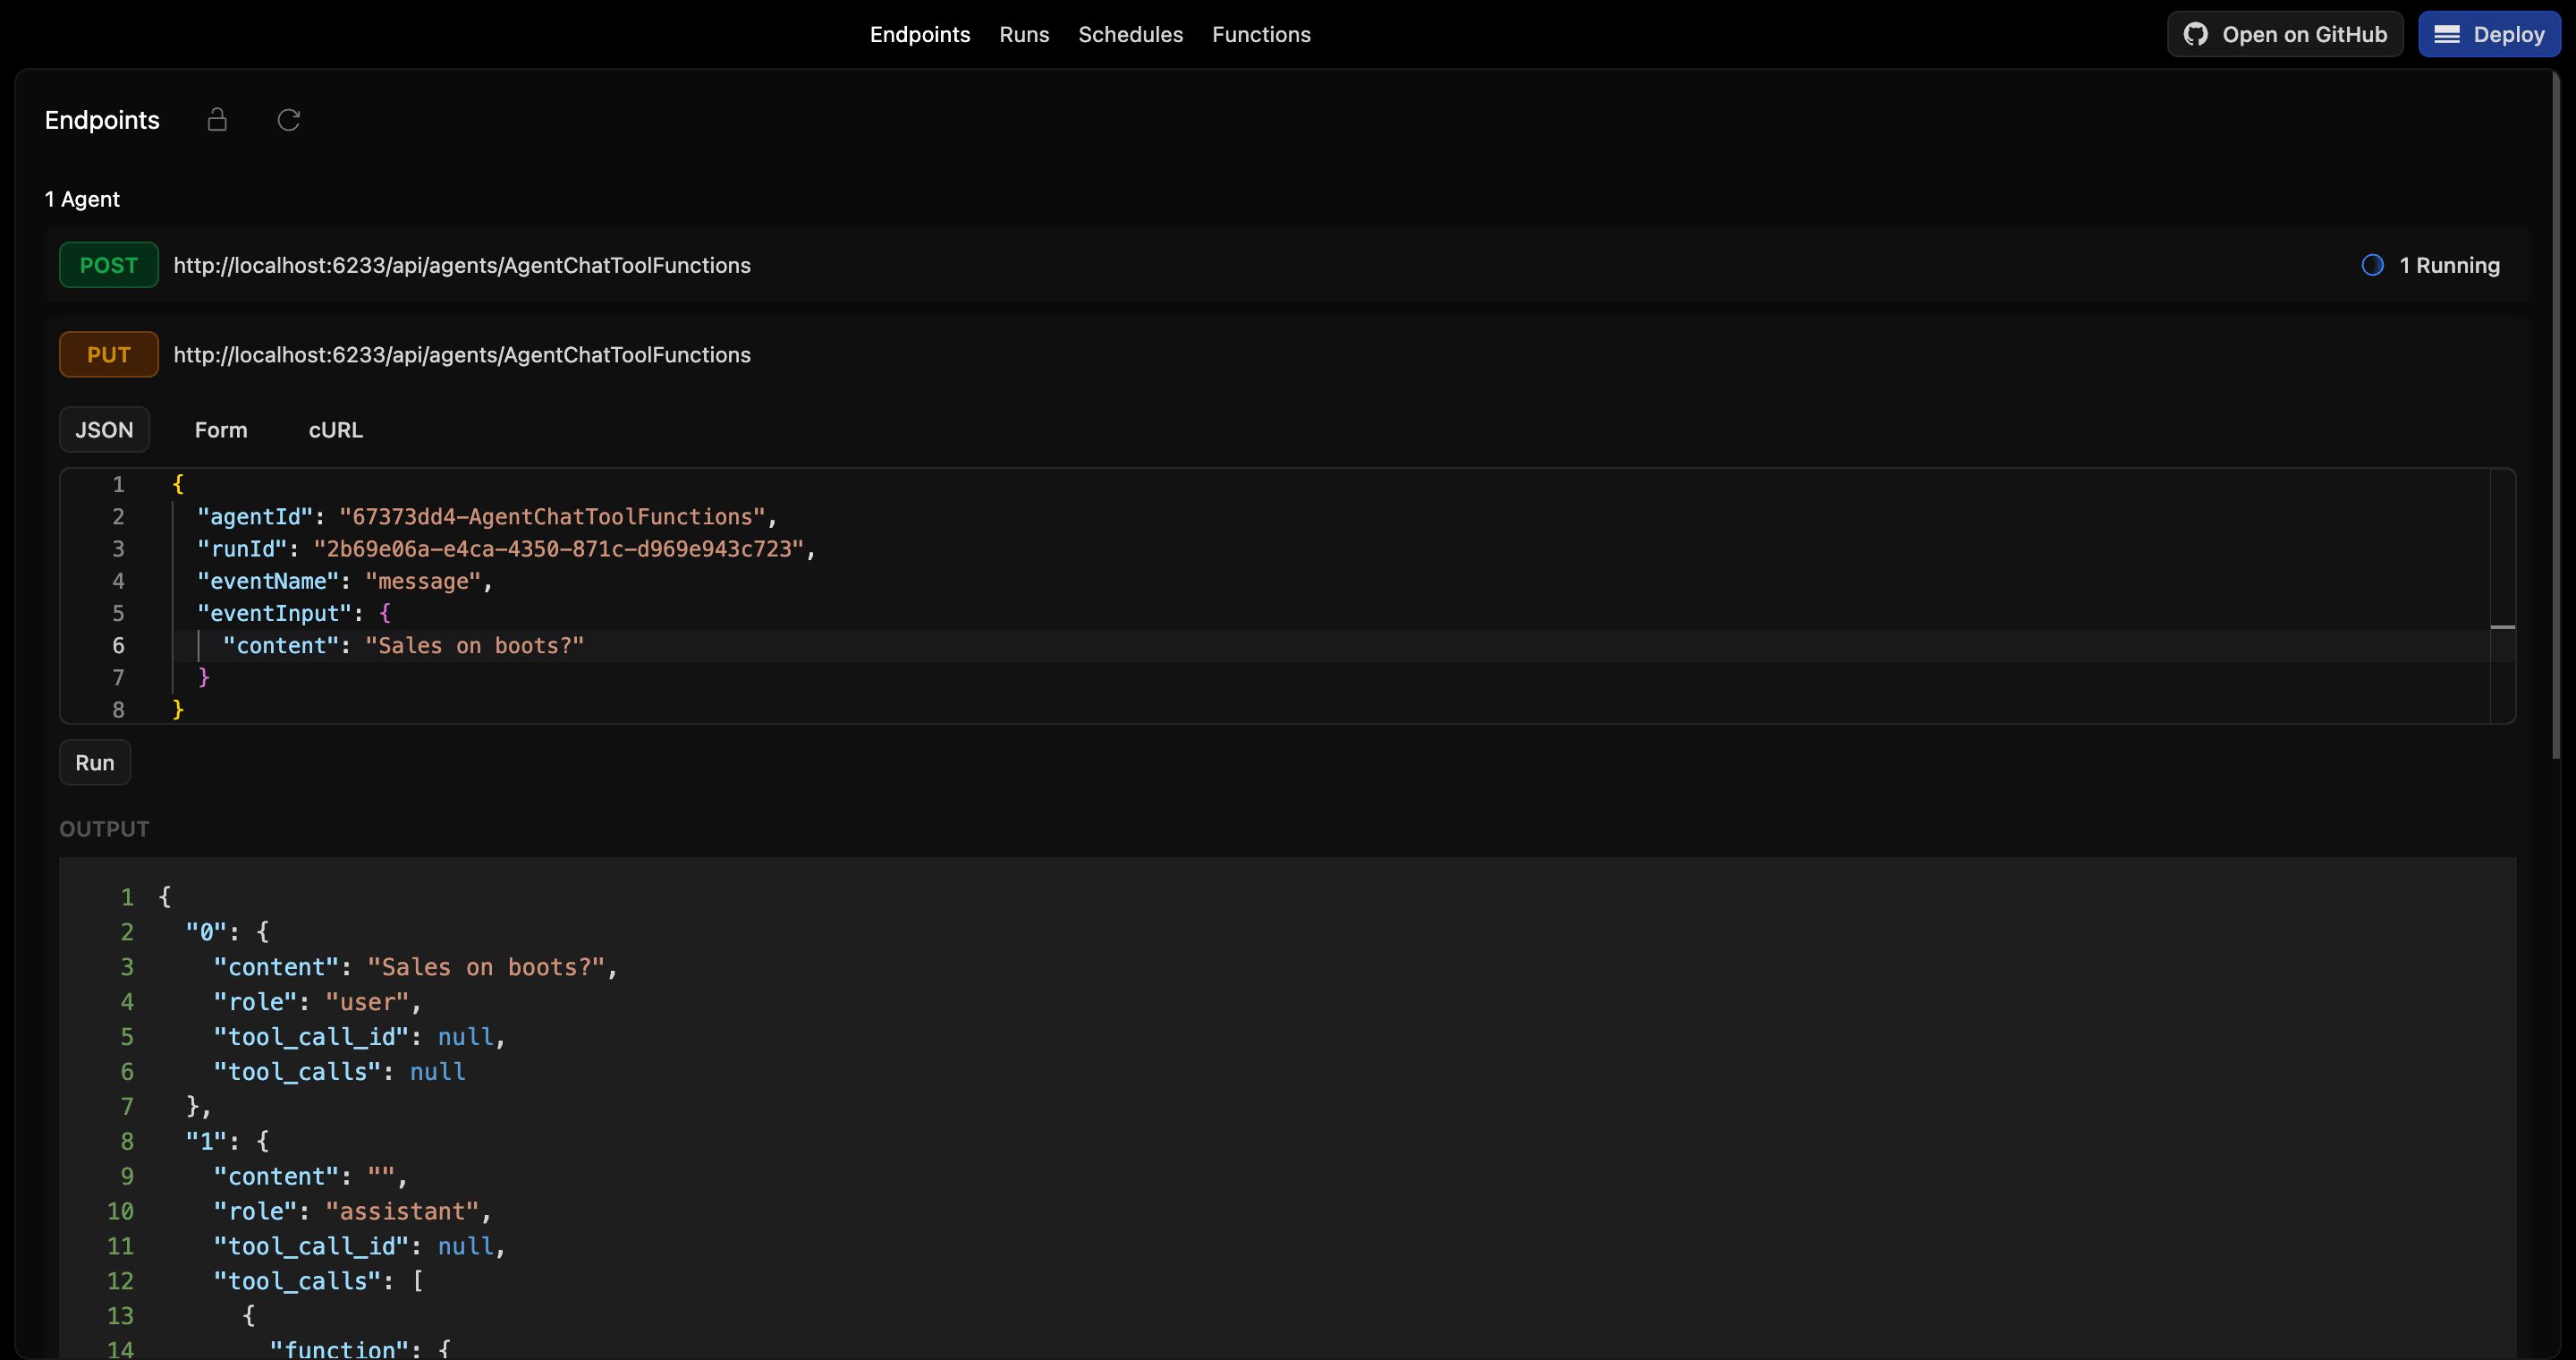 Endpoints Runs Schedules Functions Open on GitHub Deploy
Endpoints
1 Agent
POST http://localhost:6233/api/agents/AgentChatToolFunctions 1 Running
PUT http://localhost:6233/api/agents/AgentChatToolFunctions
JSON Form cURL
1 {
2 "agentId": "67373dd4-AgentChatToolFunctions",
3 "runId": "2b69e06a-e4ca-4350-871c-d969e943c723",
4 "eventName": "message",
5 "eventInput": {
6 "content": "Sales on boots?"
7 }
8 }
Run
OUTPUT
1 {
2 "0": {
3 "content": "Sales on boots?",
4 "role": "user",
5 "tool_call_id": null,
6 "tool_calls": null
7 },
8 "1": {
9 "content": "",
10 "role": "assistant",
11 "tool_call_id": null,
12 "tool_calls": [
13 {
14 "function": {